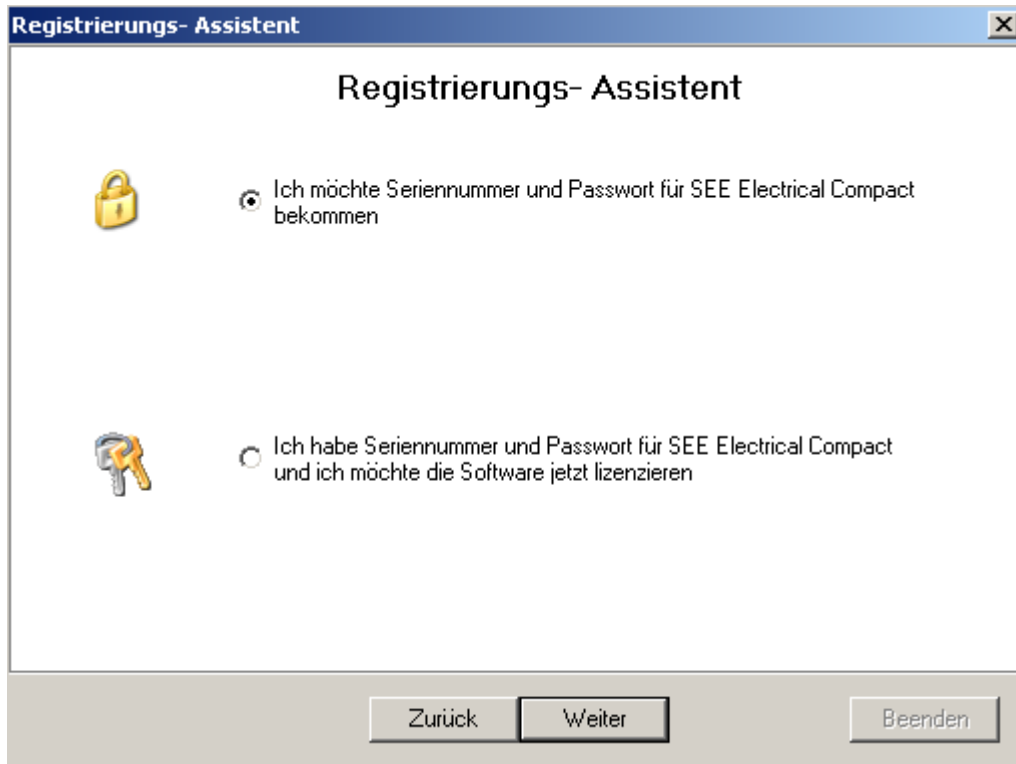 Registrierungs- Assistent
Registrierungs- Assistent
Ich möchte Seriennummer und Passwort für SEE Electrical Compact
bekommen
Ich habe Seriennummer und Passwort für SEE Electrical Compact
und ich möchte die Software jetzt lizenzieren
Zurück
Weiter
Beenden